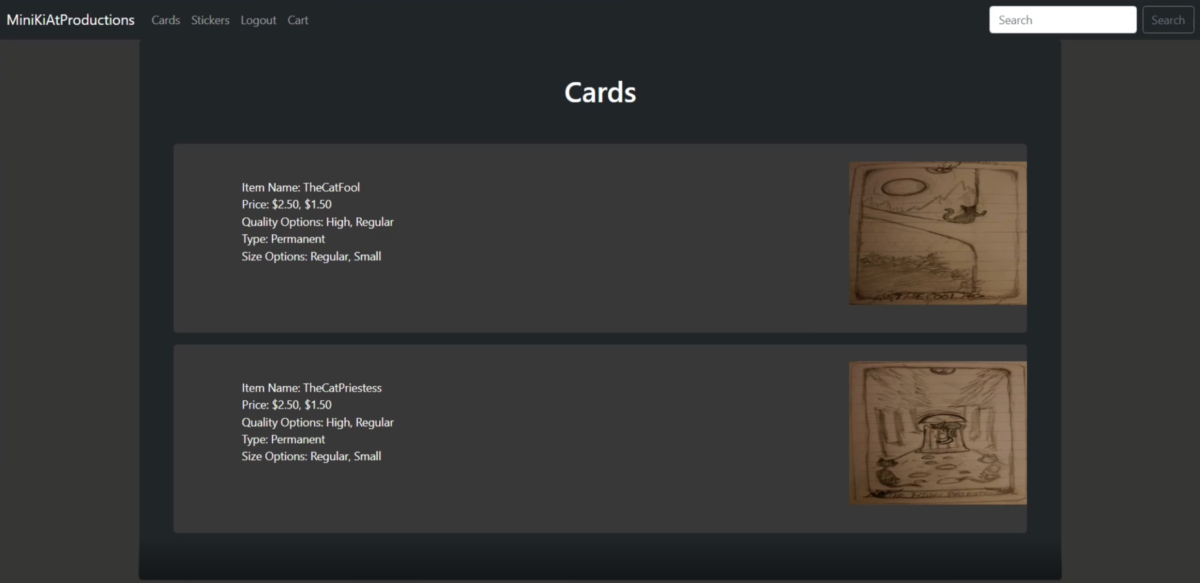 MiniKiAtProductions Cards Stickers Logout Cart Search Search
Cards
Item Name: TheCatFool
Price: $2.50, $1.50
Quality Options: High, Regular
Type: Permanent
Size Options: Regular, Small
Item Name: TheCatPriestess
Price: $2.50, $1.50
Quality Options: High, Regular
Type: Permanent
Size Options: Regular, Small